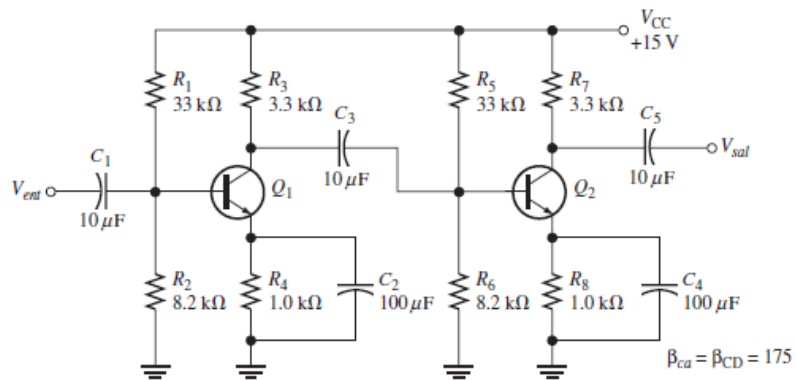 V_CC
+15 V
R_1
33 kΩ
R_3
3.3 kΩ
R_5
33 kΩ
R_7
3.3 kΩ
C_3
10 μF
C_5
10 μF
V_sal
C_1
V_ent
10 μF
Q_1
Q_2
R_2
8.2 kΩ
R_4
1.0 kΩ
C_2
100 μF
R_6
8.2 kΩ
R_8
1.0 kΩ
C_4
100 μF
β_ca = β_CD = 175